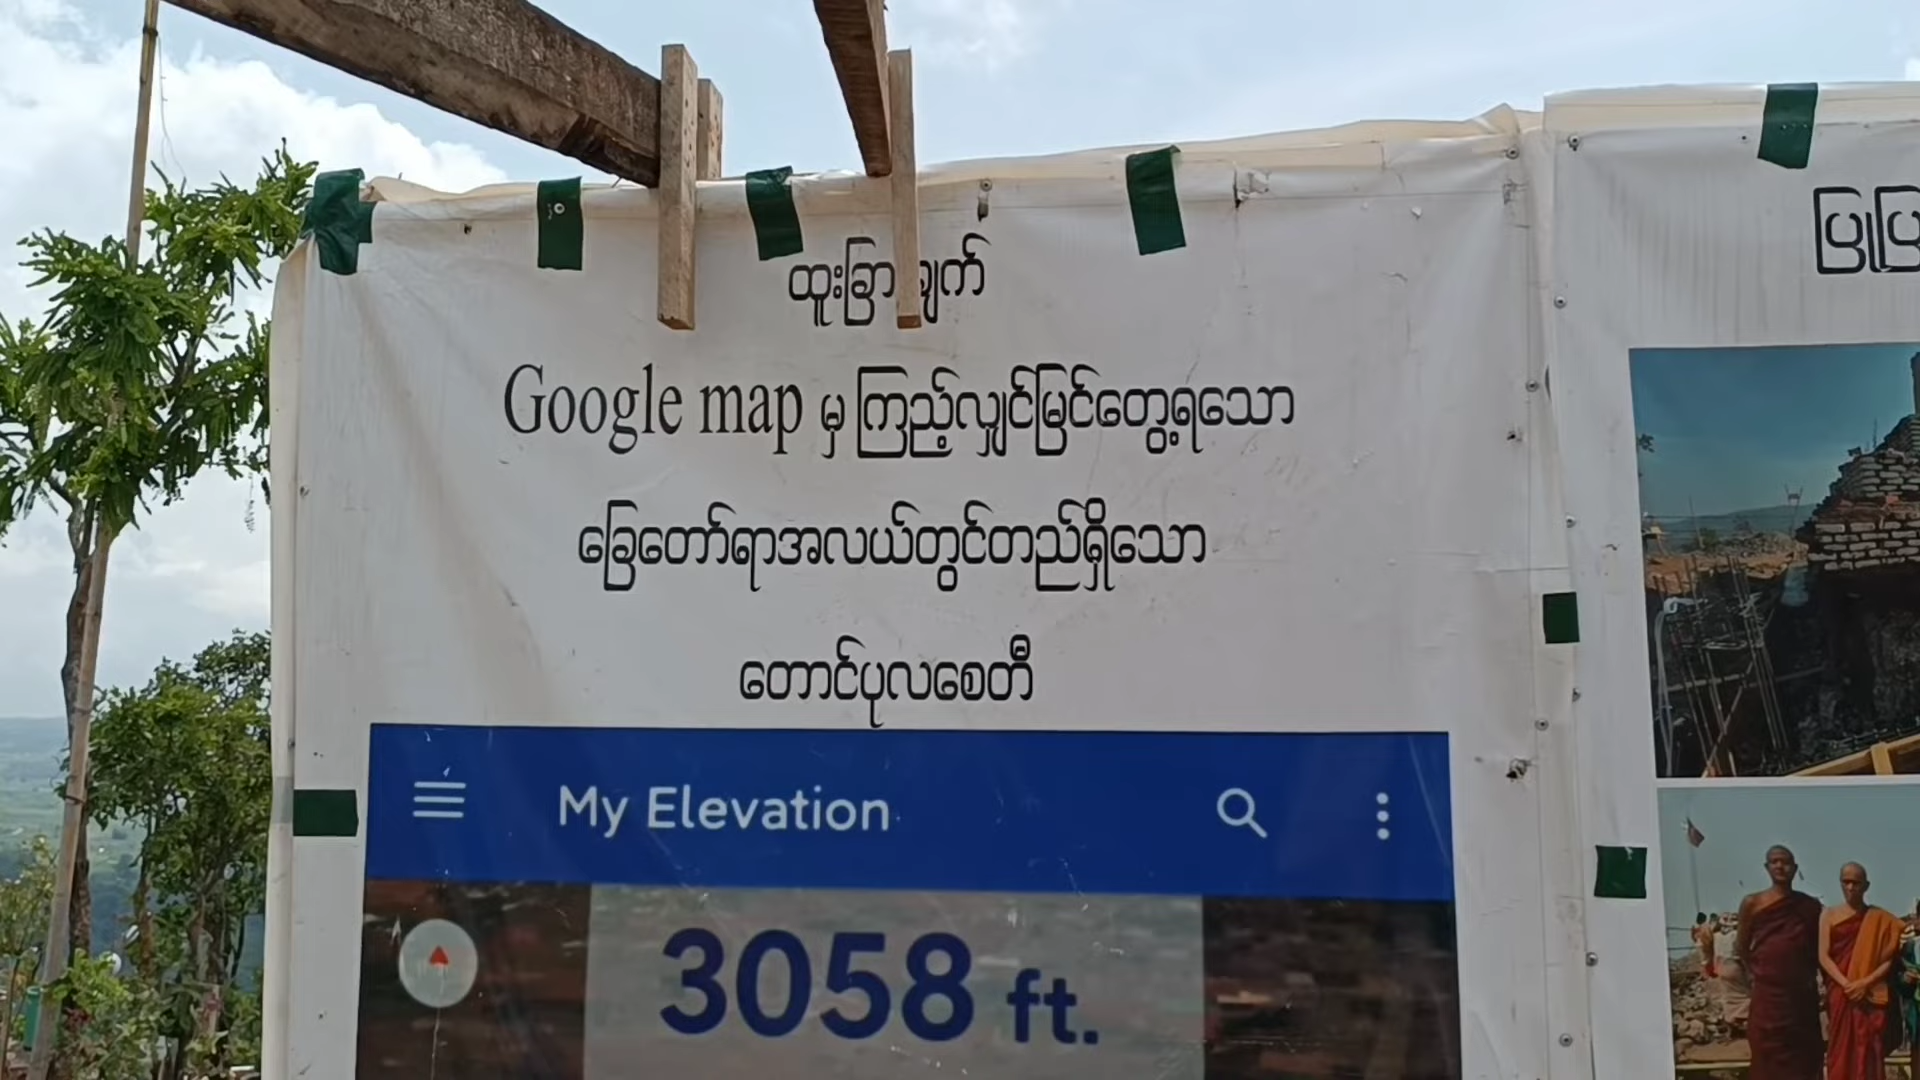 ထူးခြားချက်
Google map မှ ကြည့်လျှင်မြင်တွေ့ရသော
ခြေတော်ရာအလယ်တွင်တည်ရှိသော
တောင်ပုလစေတီ
My Elevation
3058 ft.